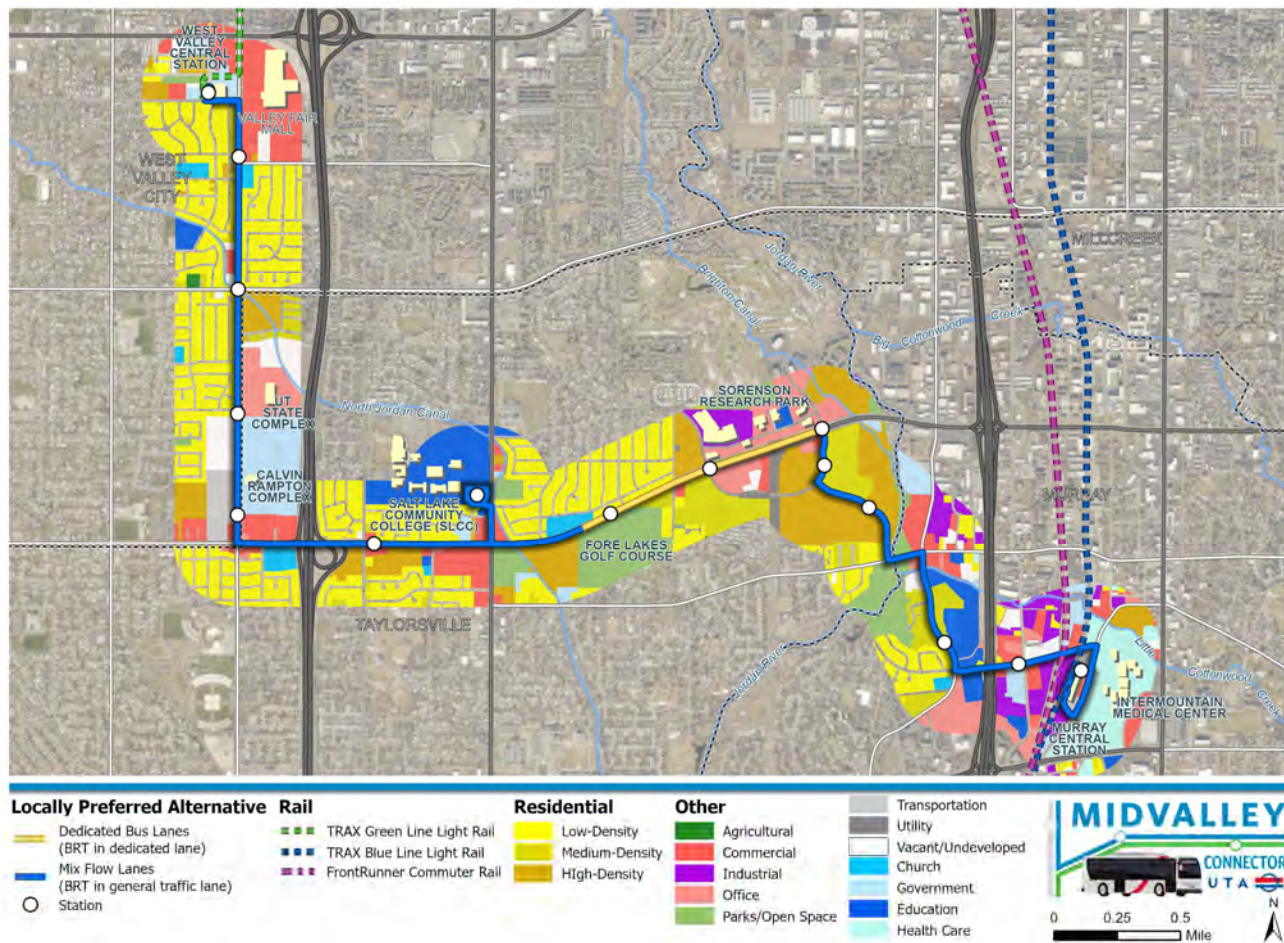 WEST
VALLEY
CENTRAL
STATION
VALLEY FAIR
MALL
WEST
VALLEY
CITY
MILLCREEK
Jordan River
Brighton Canal
Big Cottonwood Creek
UT
STATE
COMPLEX
North Jordan Canal
SORENSON
RESEARCH PARK
CALVIN
RAMPTON
COMPLEX
SALT LAKE
COMMUNITY
COLLEGE (SLCC)
MURRAY
FORE LAKES
GOLF COURSE
TAYLORSVILLE
Jordan River
Little Cottonwood Creek
INTERMOUNTAIN
MEDICAL CENTER
MURRAY
CENTRAL
STATION
Locally Preferred Alternative
Dedicated Bus Lanes
(BRT in dedicated lane)
Mix Flow Lanes
(BRT in general traffic lane)
Station
Rail
TRAX Green Line Light Rail
TRAX Blue Line Light Rail
FrontRunner Commuter Rail
Residential
Low-Density
Medium-Density
HIgh-Density
Other
Agricultural
Commercial
Industrial
Office
Parks/Open Space
Transportation
Utility
Vacant/Undeveloped
Church
Government
Education
Health Care
MIDVALLEY
CONNECTOR
UTA
N
0 0.25 0.5
Mile